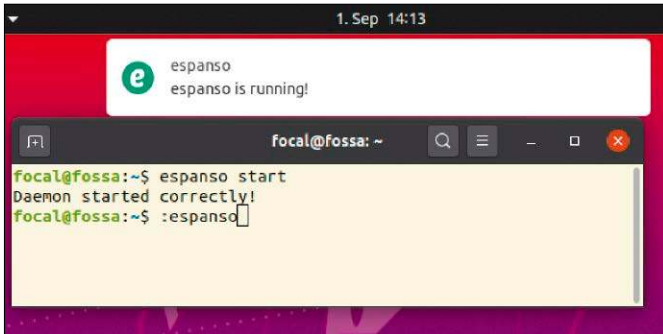 1. Sep 14:13
espanso
espanso is running!
focal@fossa: ~
focal@fossa:~$ espanso start
Daemon started correctly!
focal@fossa:~$ :espanso